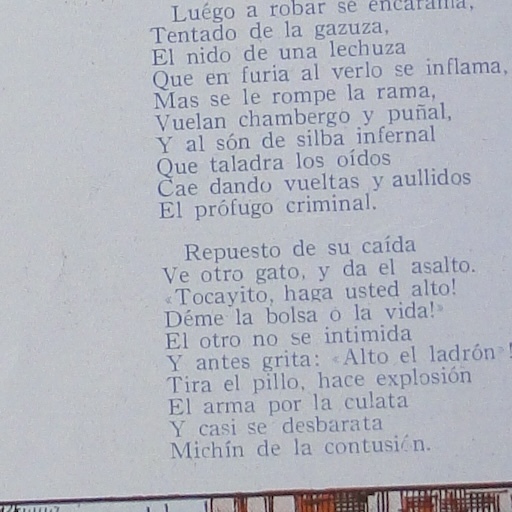 Luégo a robar se encarama,
Tentado de la gazuza,
El nido de una lechuza
Que en furia al verlo se inflama,
Mas se le rompe la rama,
Vuelan chambergo y puñal,
Y al són de silba infernal
Que taladra los oídos
Cae dando vueltas y aullidos
El prófugo criminal.
Repuesto de su caída
Ve otro gato, y da el asalto.
«Tocayito, haga usted alto!
Déme la bolsa o la vida!»
El otro no se intimida
Y antes grita: «Alto el ladrón»!
Tira el pillo, hace explosión
El arma por la culata
Y casi se desbarata
Michín de la contusión.